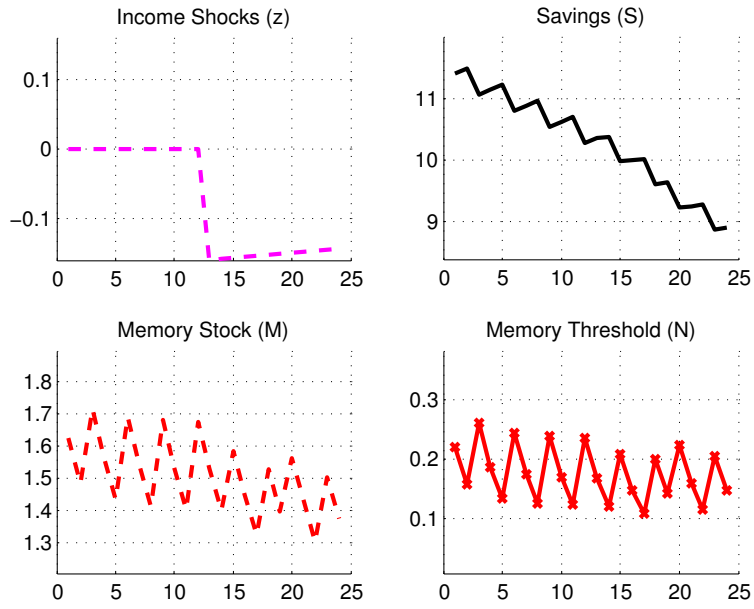 Income Shocks (z)
0.1
0
−0.1
0 5 10 15 20 25
Savings (S)
11
10
9
0 5 10 15 20 25
Memory Stock (M)
1.8
1.7
1.6
1.5
1.4
1.3
0 5 10 15 20 25
Memory Threshold (N)
0.3
0.2
0.1
0 5 10 15 20 25